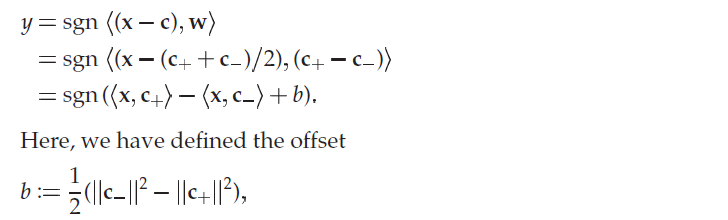 y = sgn ⟨(x − c), w⟩
= sgn ⟨(x − (c₊ + c₋)/2), (c₊ − c₋)⟩
= sgn (⟨x, c₊⟩ − ⟨x, c₋⟩ + b).
Here, we have defined the offset
b := 1/2 (||c₋||² − ||c₊||²),